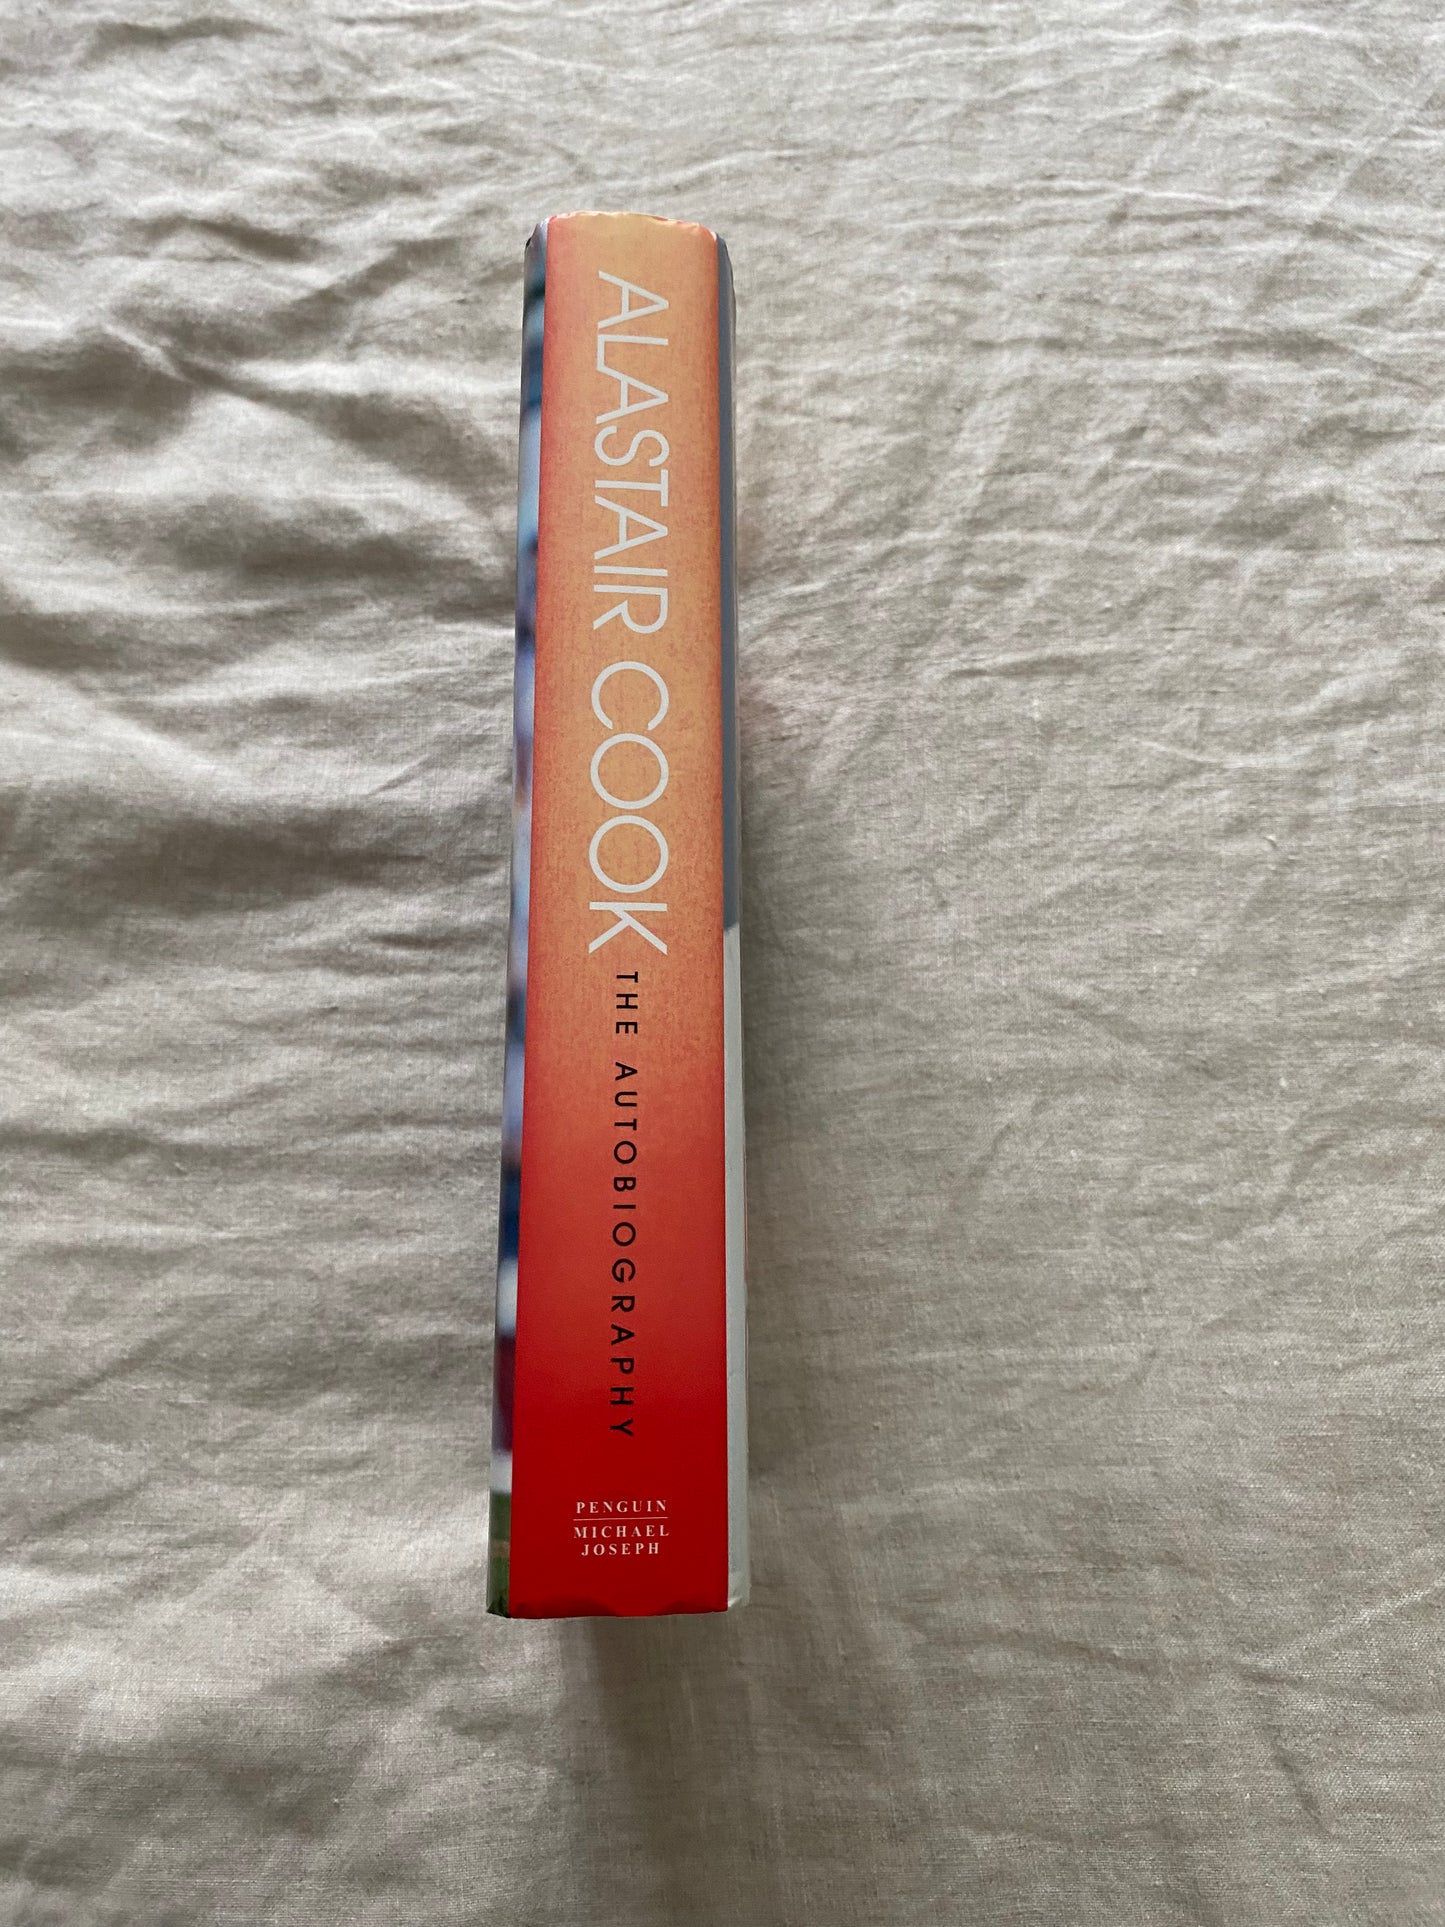 ALASTAIR COOK
THE AUTOBIOGRAPHY
PENGUIN
MICHAEL
JOSEPH